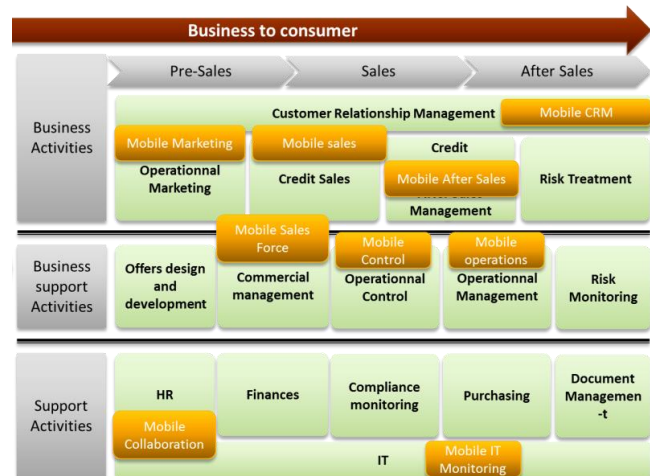 Business to consumer
Pre-Sales
Sales
After Sales
Business
Activities
Customer Relationship Management
Mobile CRM
Mobile Marketing
Operationnal
Marketing
Mobile sales
Credit Sales
Credit
Mobile After Sales
Management
Risk Treatment
Business
support
Activities
Offers design
and
development
Mobile Sales
Force
Commercial
management
Mobile
Control
Operationnal
Control
Mobile
operations
Operationnal
Management
Risk
Monitoring
Support
Activities
HR
Mobile
Collaboration
Finances
Compliance
monitoring
Purchasing
Document
Managemen
-t
IT
Mobile IT
Monitoring